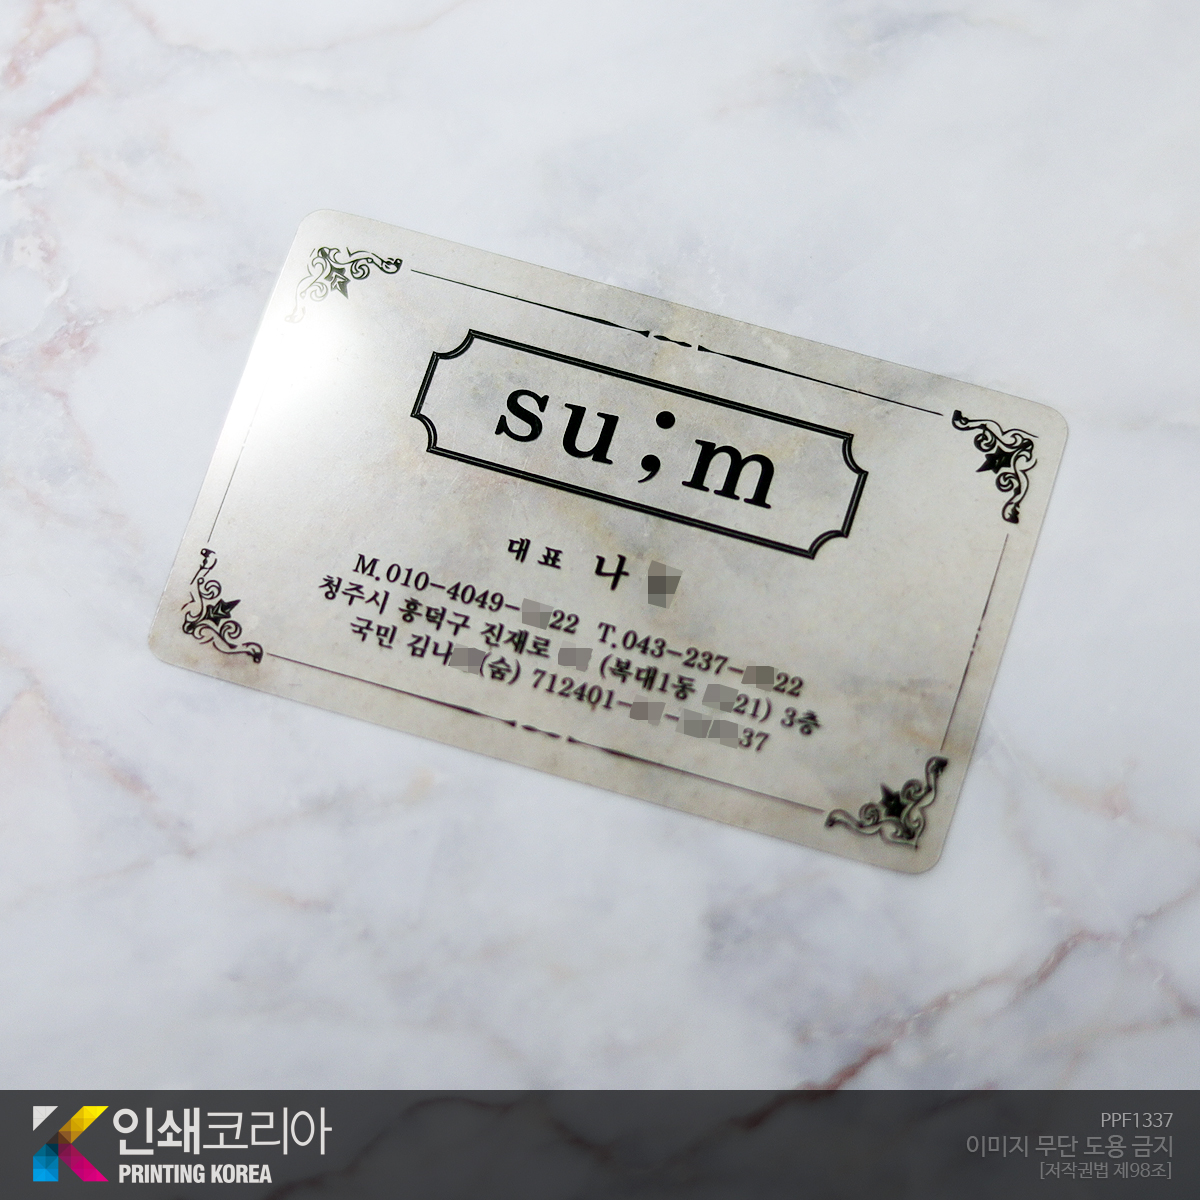 su;m
대표 나
M.010-4049- 22 T.043-237- 22
청주시 흥덕구 진재로 (복대1동 21) 3층
국민 김나 (숨) 712401- - 37
인쇄코리아
PRINTING KOREA
PPF1337
이미지 무단 도용 금지
[저작권법 제98조]